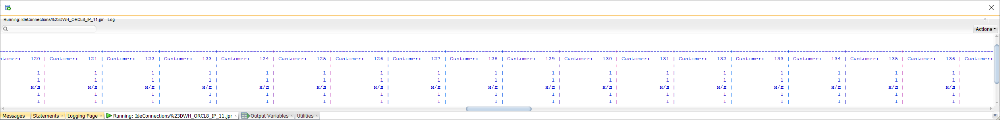 Running: IdeConnections%23DWH_ORCL8_IP_11.jpr - Log
Actions
---------------+-----------------+-----------------+-----------------+-----------------+-----------------+-----------------+-----------------+-----------------+-----------------+-----------------+-----------------+-----------------+-----------------+-----------------+-----------------+-----------------+----------
stomer: 120 | Customer: 121 | Customer: 122 | Customer: 123 | Customer: 124 | Customer: 125 | Customer: 126 | Customer: 127 | Customer: 128 | Customer: 129 | Customer: 130 | Customer: 131 | Customer: 132 | Customer: 133 | Customer: 134 | Customer: 135 | Customer: 136 | Customer:
---------------+-----------------+-----------------+-----------------+-----------------+-----------------+-----------------+-----------------+-----------------+-----------------+-----------------+-----------------+-----------------+-----------------+-----------------+-----------------+-----------------+----------
1 | 1 | 1 | 1 | 1 | 1 | 1 | 1 | 1 | 1 | 1 | 1 | 1 | 1 | 1 | 1 | 1 |
1 | 1 | 1 | 1 | 1 | 1 | 1 | 1 | 1 | 1 | 1 | 1 | 1 | 1 | 1 | 1 | 1 |
н/д | н/д | н/д | н/д | н/д | н/д | н/д | н/д | н/д | н/д | н/д | н/д | н/д | н/д | н/д | н/д | н/д |
1 | 1 | 1 | 1 | 1 | 1 | 1 | 1 | 1 | 1 | 1 | 1 | 1 | 1 | 1 | 1 | 1 |
1 | 1 | 1 | 1 | 1 | 1 | 1 | 1 | 1 | 1 | 1 | 1 | 1 | 1 | 1 | 1 | 1 |
Messages Statements Logging Page Running: IdeConnections%23DWH_ORCL8_IP_11.jpr Output Variables Utilities